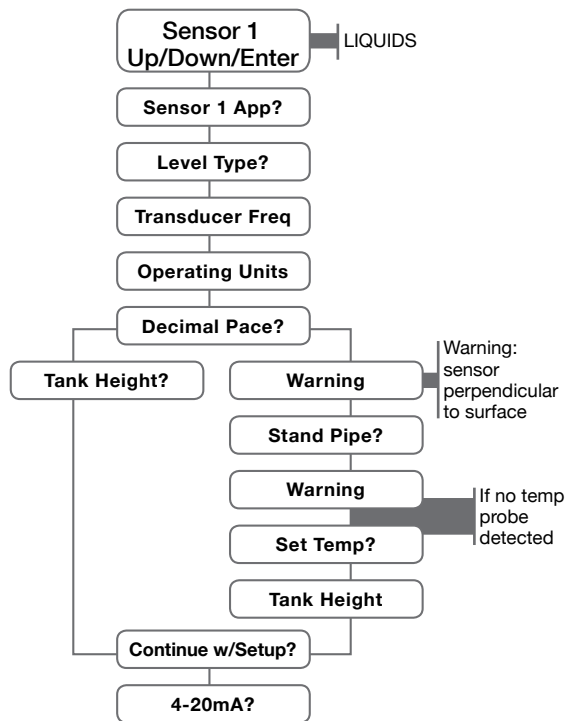 Sensor 1
Up/Down/Enter
LIQUIDS
Sensor 1 App?
Level Type?
Transducer Freq
Operating Units
Decimal Pace?
Tank Height?
Warning
Warning:
sensor
perpendicular
to surface
Stand Pipe?
Warning
If no temp
probe
detected
Set Temp?
Tank Height
Continue w/Setup?
4-20mA?